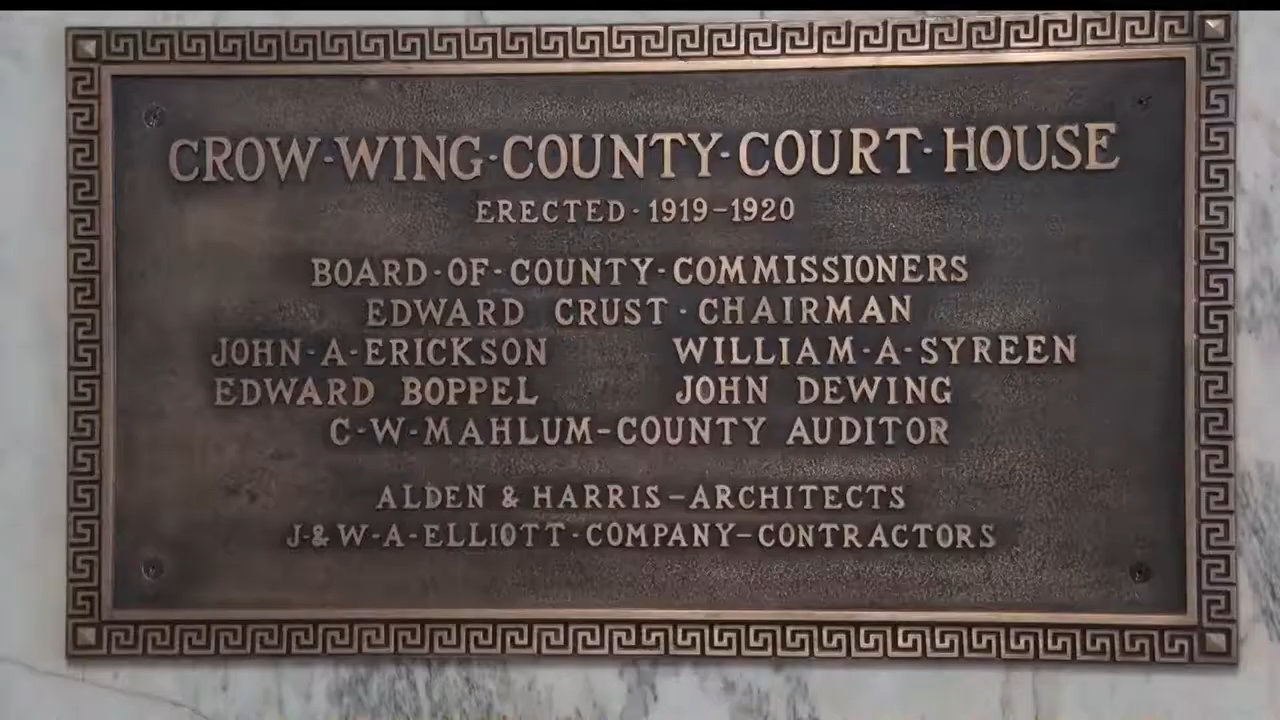 CROW-WING-COUNTY-COURT-HOUSE
ERECTED-1919-1920
BOARD-OF-COUNTY-COMMISSIONERS
EDWARD CRUST-CHAIRMAN
JOHN-A-ERICKSON WILLIAM-A-SYREEN
EDWARD BOPPEL JOHN DEWING
C-W-MAHLUM-COUNTY AUDITOR
ALDEN & HARRIS-ARCHITECTS
J-& W-A-ELLIOTT-COMPANY-CONTRACTORS